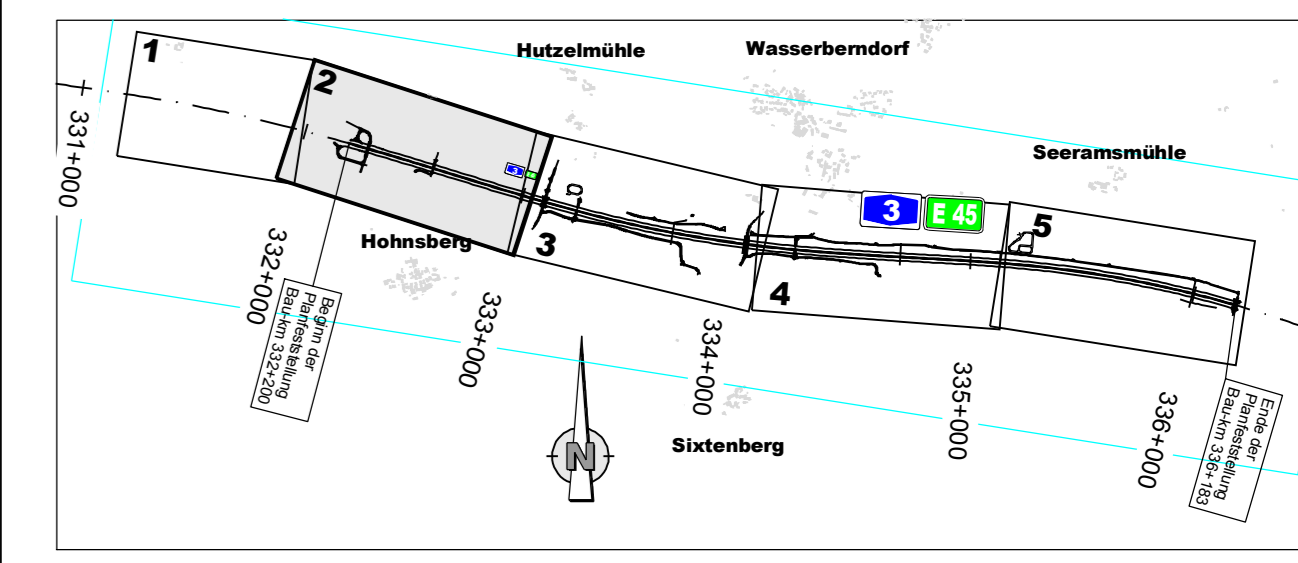 1
Hutzelmühle
Wasserberndorf
2
331+000
Seeramsmühle
3
3
E 45
5
Hohnsberg
3
332+000
4
Beginn der
Planfeststellung
Bau-km 332+200
333+000
334+000
335+000
336+000
Ende der
Planfeststellung
Bau-km 336+183
Sixtenberg
N